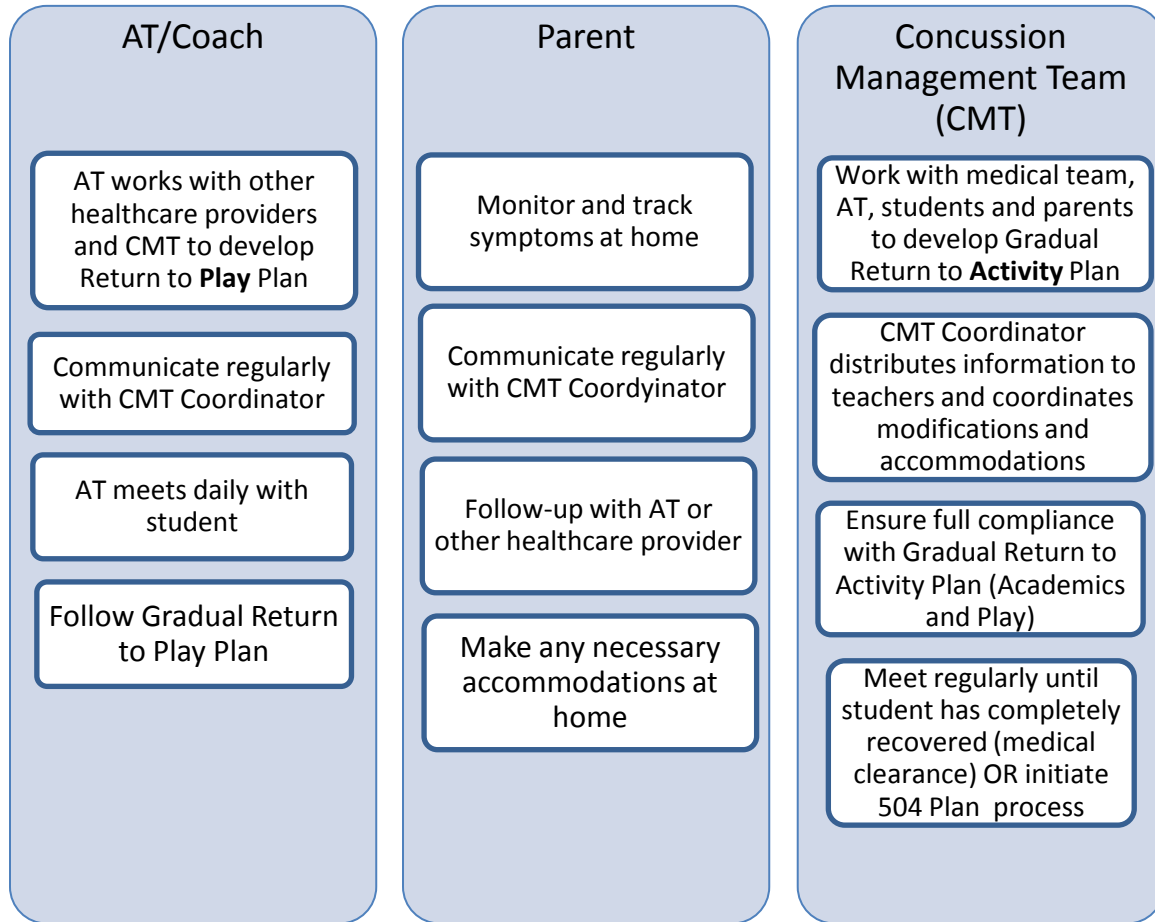 AT/Coach
AT works with other
healthcare providers
and CMT to develop
Return to Play Plan
Communicate regularly
with CMT Coordinator
AT meets daily with
student
Follow Gradual Return
to Play Plan
Parent
Monitor and track
symptoms at home
Communicate regularly
with CMT Coordyinator
Follow-up with AT or
other healthcare provider
Make any necessary
accommodations at
home
Concussion
Management Team
(CMT)
Work with medical team,
AT, students and parents
to develop Gradual
Return to Activity Plan
CMT Coordinator
distributes information to
teachers and coordinates
modifications and
accommodations
Ensure full compliance
with Gradual Return to
Activity Plan (Academics
and Play)
Meet regularly until
student has completely
recovered (medical
clearance) OR initiate
504 Plan process